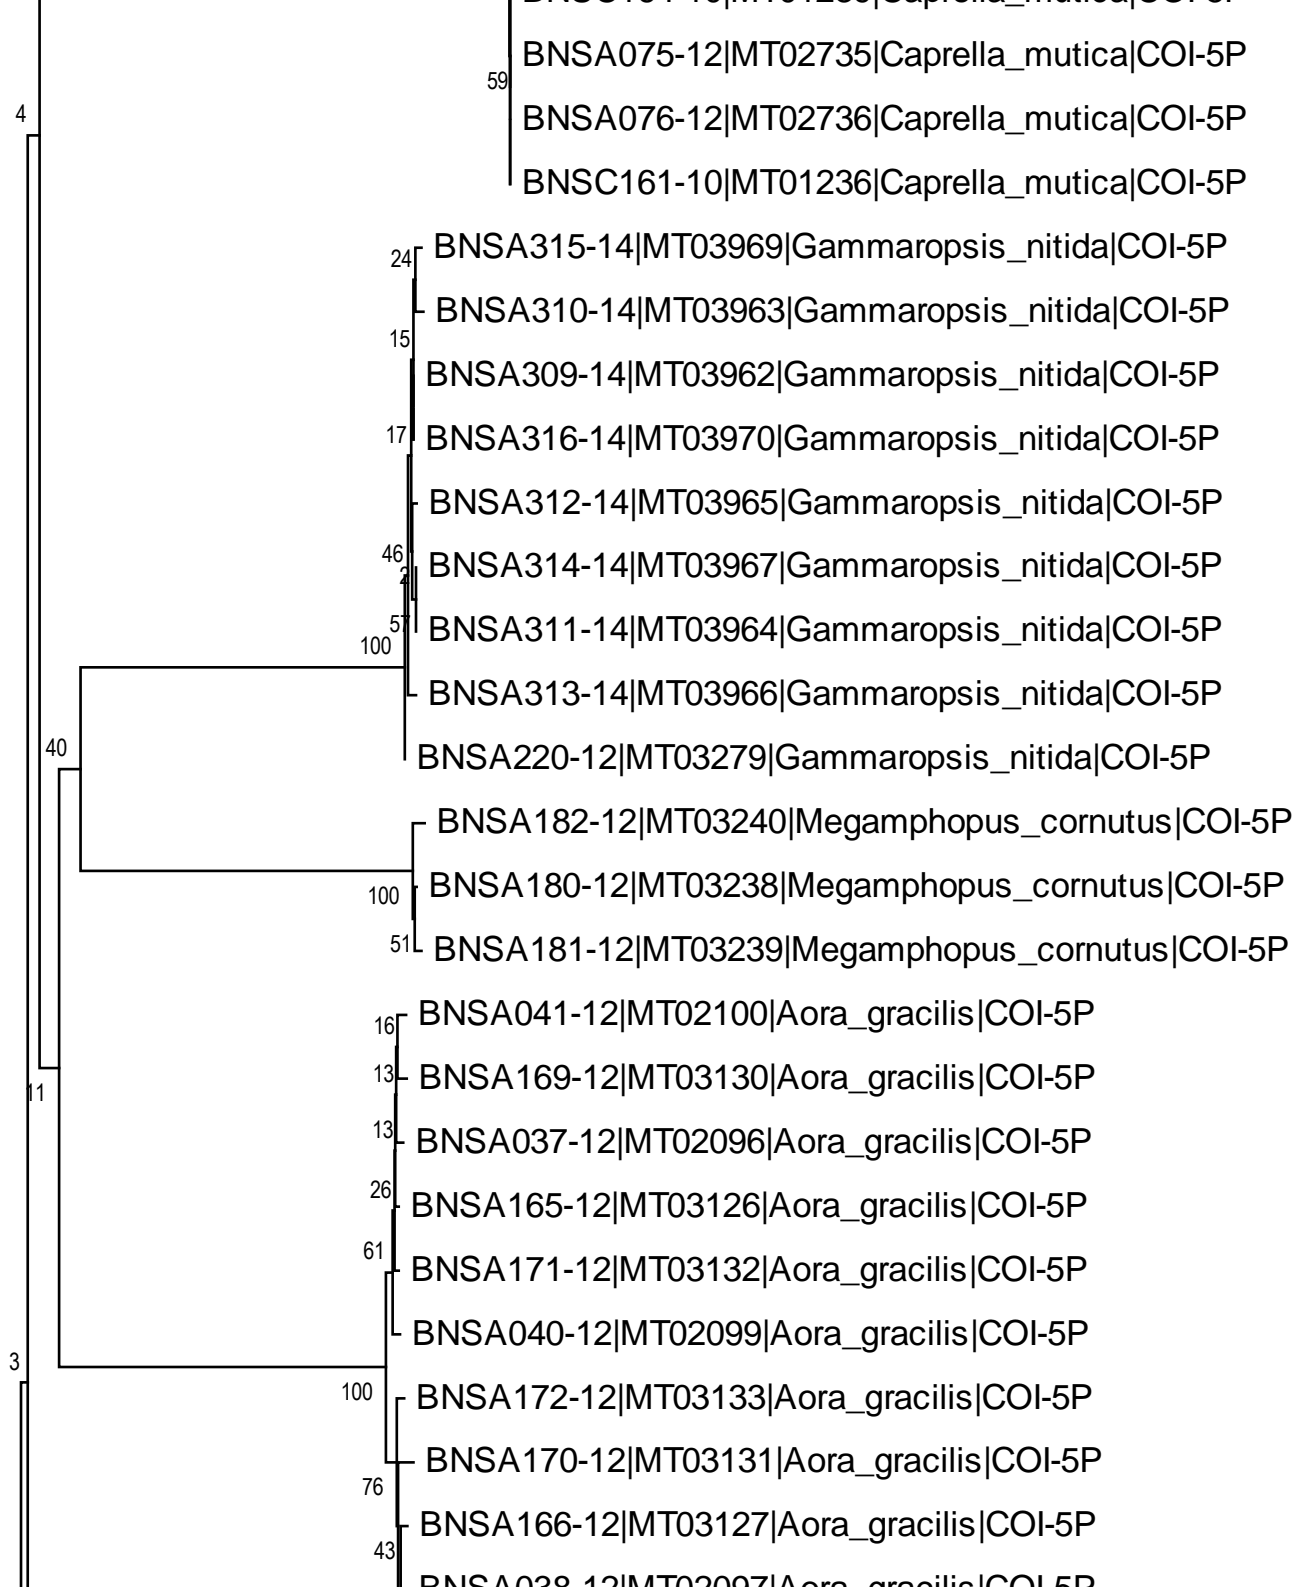 4
BNSA075-12|MT02735|Caprella_mutica|COI-5P
59
BNSA076-12|MT02736|Caprella_mutica|COI-5P
BNSC161-10|MT01236|Caprella_mutica|COI-5P
BNSA315-14|MT03969|Gammaropsis_nitida|COI-5P
24
BNSA310-14|MT03963|Gammaropsis_nitida|COI-5P
15
BNSA309-14|MT03962|Gammaropsis_nitida|COI-5P
17
BNSA316-14|MT03970|Gammaropsis_nitida|COI-5P
BNSA312-14|MT03965|Gammaropsis_nitida|COI-5P
46
BNSA314-14|MT03967|Gammaropsis_nitida|COI-5P
57
BNSA311-14|MT03964|Gammaropsis_nitida|COI-5P
100
BNSA313-14|MT03966|Gammaropsis_nitida|COI-5P
40
BNSA220-12|MT03279|Gammaropsis_nitida|COI-5P
BNSA182-12|MT03240|Megamphopus_cornutus|COI-5P
BNSA180-12|MT03238|Megamphopus_cornutus|COI-5P
100
51
BNSA181-12|MT03239|Megamphopus_cornutus|COI-5P
BNSA041-12|MT02100|Aora_gracilis|COI-5P
16
13
BNSA169-12|MT03130|Aora_gracilis|COI-5P
11
13
BNSA037-12|MT02096|Aora_gracilis|COI-5P
26
BNSA165-12|MT03126|Aora_gracilis|COI-5P
61
BNSA171-12|MT03132|Aora_gracilis|COI-5P
BNSA040-12|MT02099|Aora_gracilis|COI-5P
3
100
BNSA172-12|MT03133|Aora_gracilis|COI-5P
BNSA170-12|MT03131|Aora_gracilis|COI-5P
76
BNSA166-12|MT03127|Aora_gracilis|COI-5P
43
BNSA038-12|MT02097|Aora_gracilis|COI-5P